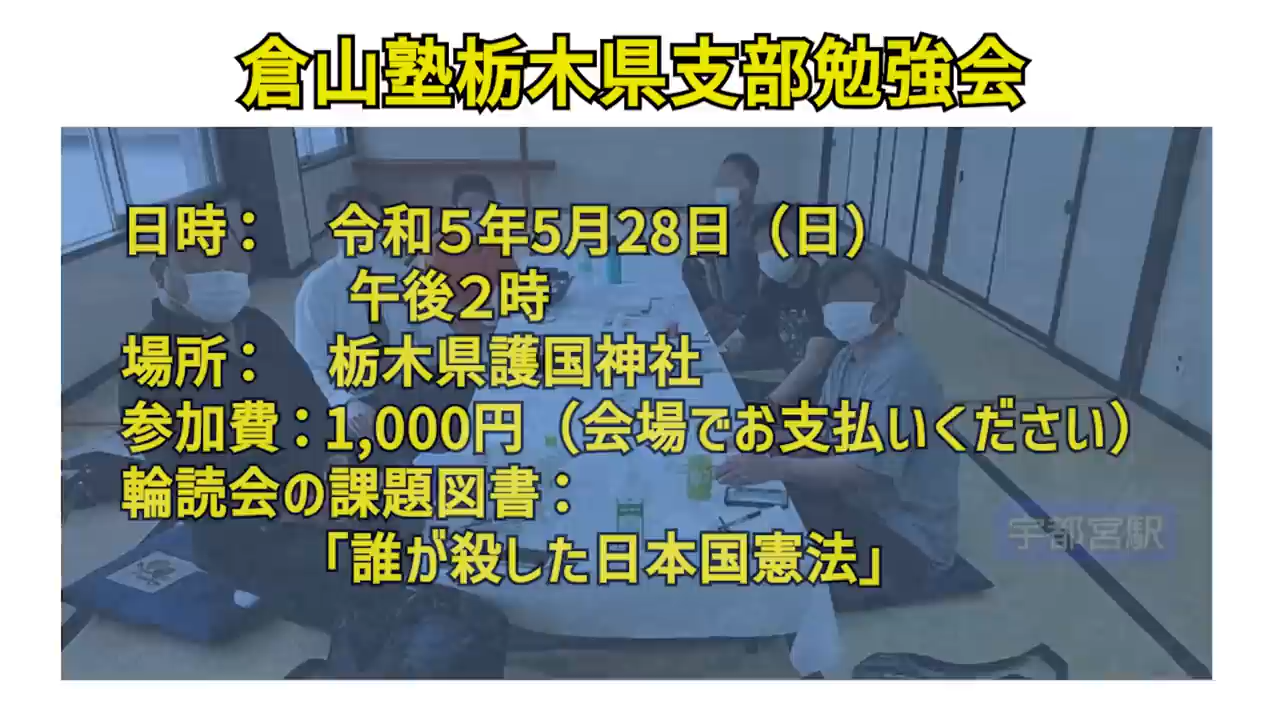 倉山塾栃木県支部勉強会
日時：　令和５年5月28日（日）
午後２時
場所：　栃木県護国神社
参加費：1,000円（会場でお支払いください）
輪読会の課題図書：
「誰が殺した日本国憲法」
宇都宮駅